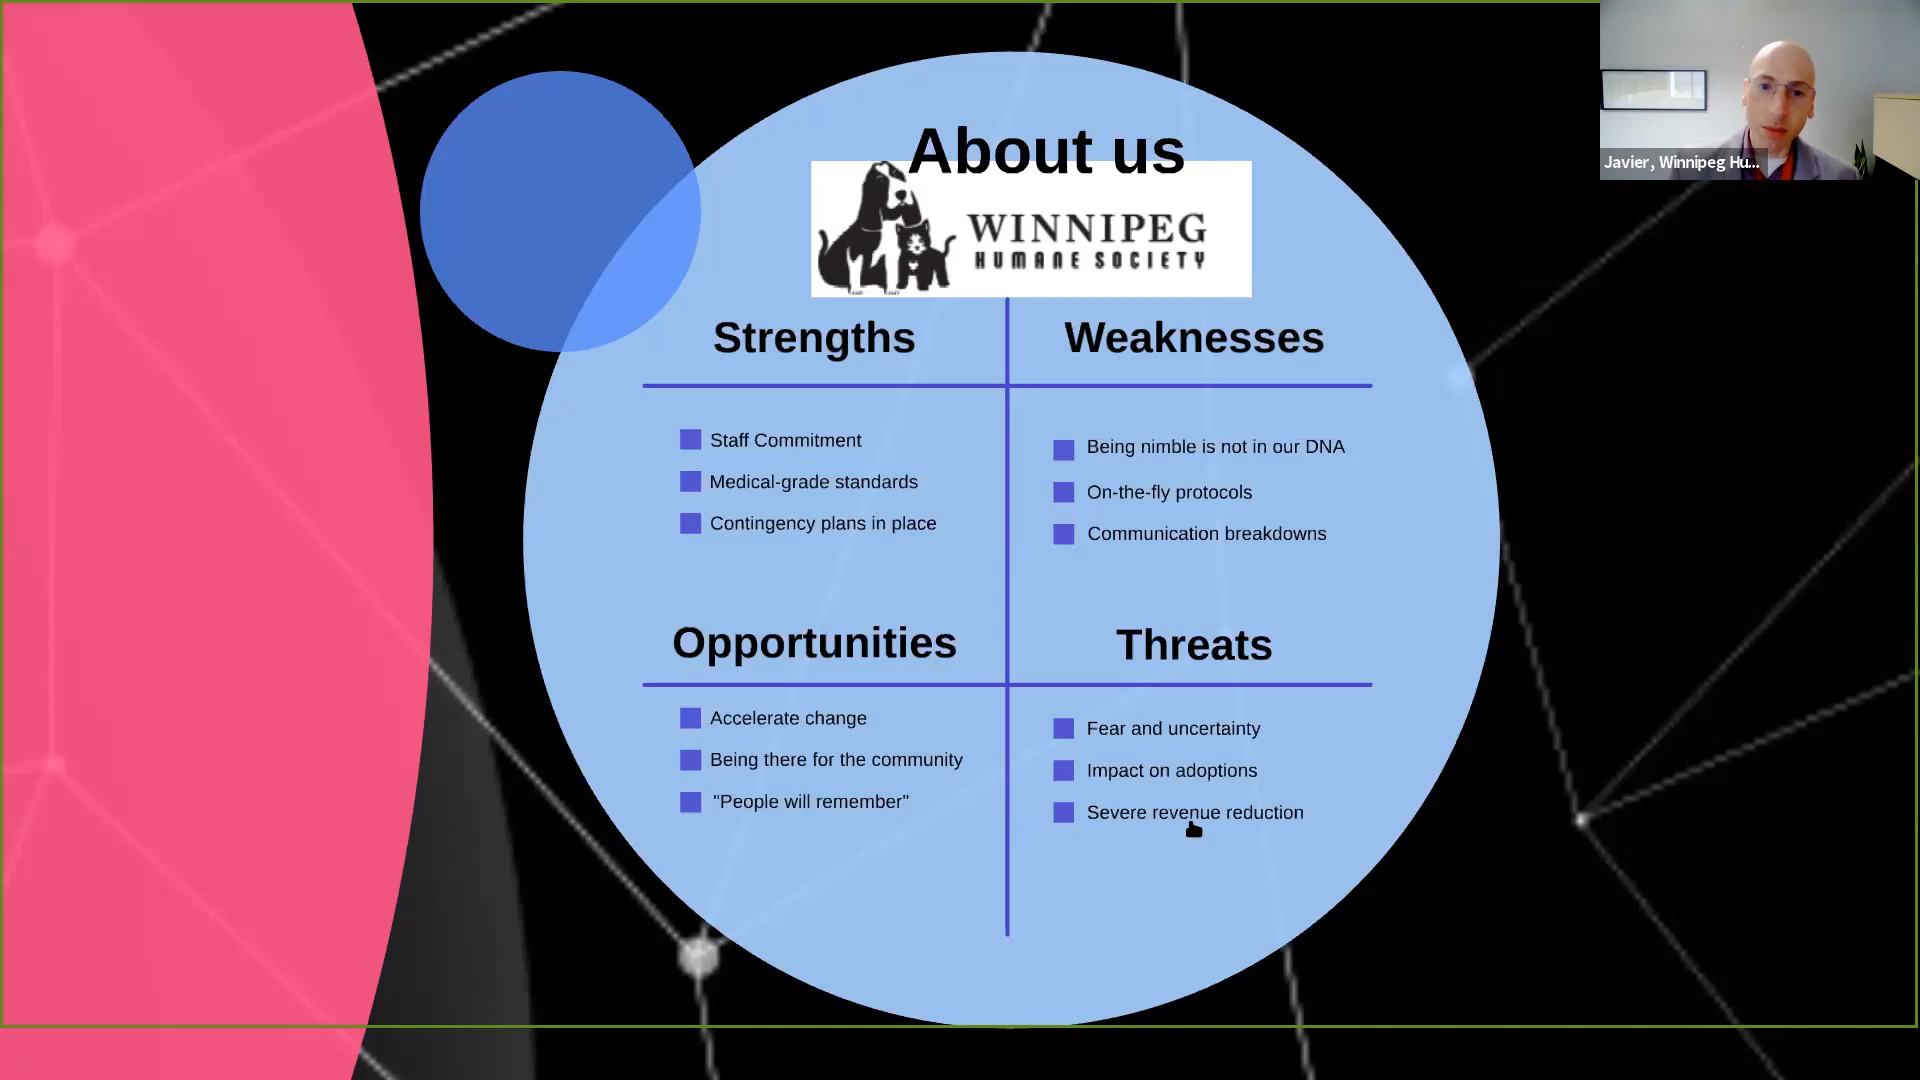 About us
WINNIPEG
HUMANE SOCIETY
Javier, Winnipeg Hu...
Strengths
Weaknesses
Staff Commitment
Medical-grade standards
Contingency plans in place
Being nimble is not in our DNA
On-the-fly protocols
Communication breakdowns
Opportunities
Threats
Accelerate change
Being there for the community
"People will remember"
Fear and uncertainty
Impact on adoptions
Severe revenue reduction